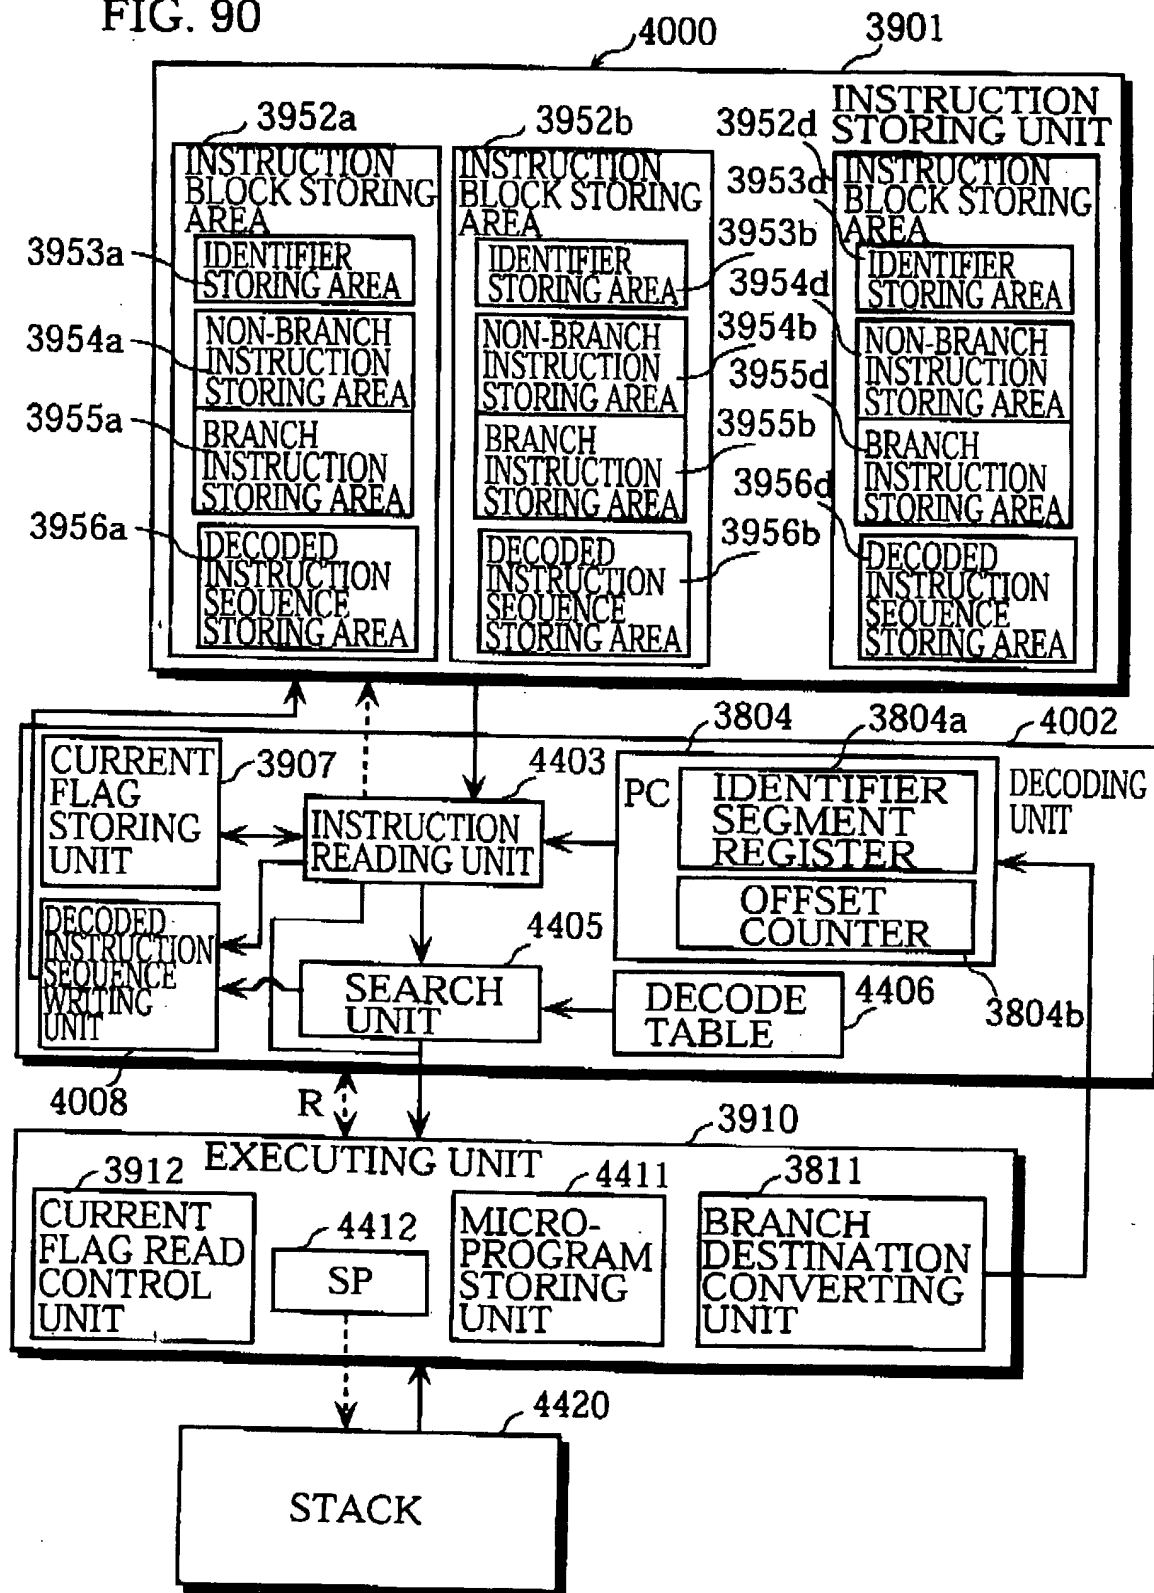 FIG. 90
4000
3901
INSTRUCTION
STORING UNIT
3952a
INSTRUCTION
BLOCK STORING
AREA
3953a
IDENTIFIER
STORING AREA
3954a
NON-BRANCH
INSTRUCTION
STORING AREA
3955a
BRANCH
INSTRUCTION
STORING AREA
3956a
DECODED
INSTRUCTION
SEQUENCE
STORING AREA
3952b
INSTRUCTION
BLOCK STORING
AREA
3953b
IDENTIFIER
STORING AREA
3954b
NON-BRANCH
INSTRUCTION
STORING AREA
3955b
BRANCH
INSTRUCTION
STORING AREA
3956b
DECODED
INSTRUCTION
SEQUENCE
STORING AREA
3952d
INSTRUCTION
BLOCK STORING
AREA
3953d
IDENTIFIER
STORING AREA
3954d
NON-BRANCH
INSTRUCTION
STORING AREA
3955d
BRANCH
INSTRUCTION
STORING AREA
3956d
DECODED
INSTRUCTION
SEQUENCE
STORING AREA
4002
DECODING
UNIT
3907
CURRENT
FLAG
STORING
UNIT
4403
INSTRUCTION
READING UNIT
3804
PC
3804a
IDENTIFIER
SEGMENT
REGISTER
OFFSET
COUNTER
3804b
DECODED
INSTRUCTION
SEQUENCE
WRITING
UNIT
4008
4405
SEARCH
UNIT
DECODE
TABLE
4406
R
3910
EXECUTING UNIT
3912
CURRENT
FLAG READ
CONTROL
UNIT
4412
SP
4411
MICRO-
PROGRAM
STORING
UNIT
3811
BRANCH
DESTINATION
CONVERTING
UNIT
4420
STACK